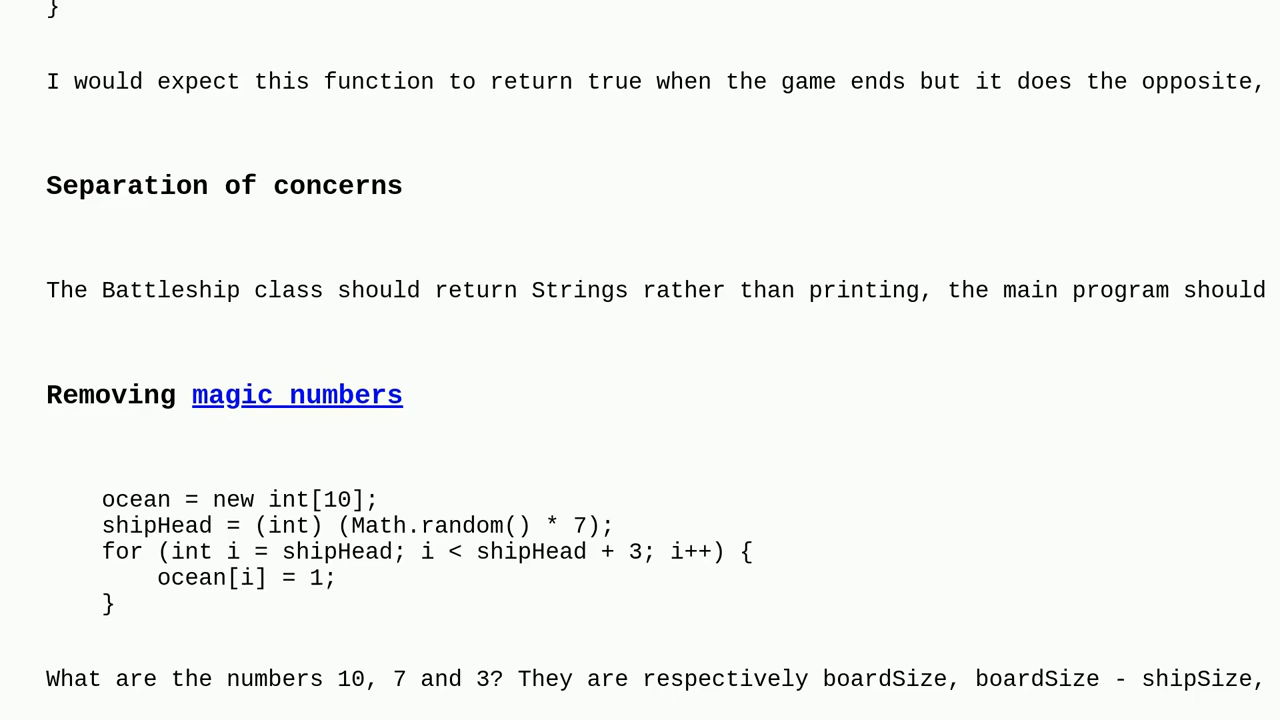 }
I would expect this function to return true when the game ends but it does the opposite,
Separation of concerns
The Battleship class should return Strings rather than printing, the main program should
Removing magic numbers
ocean = new int[10];
shipHead = (int) (Math.random() * 7);
for (int i = shipHead; i < shipHead + 3; i++) {
ocean[i] = 1;
}
What are the numbers 10, 7 and 3? They are respectively boardSize, boardSize - shipSize,